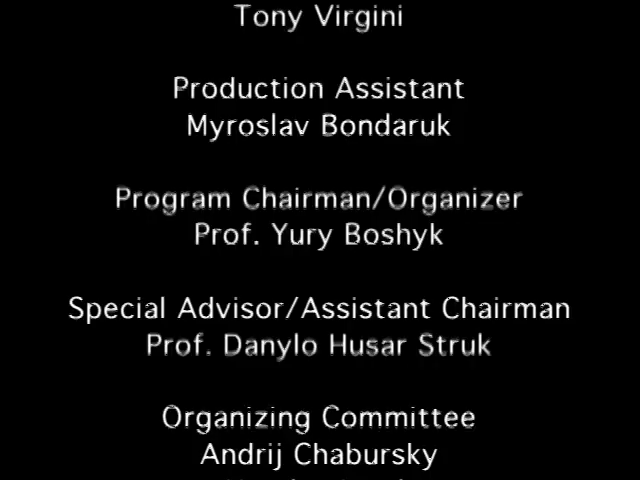 Tony Virgini
Production Assistant
Myroslav Bondaruk
Program Chairman/Organizer
Prof. Yury Boshyk
Special Advisor/Assistant Chairman
Prof. Danylo Husar Struk
Organizing Committee
Andrij Chabursky